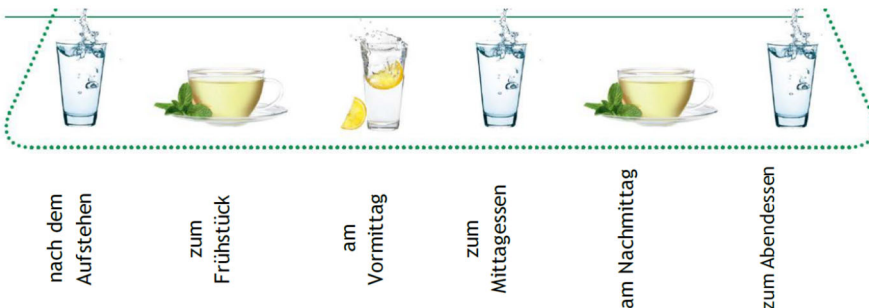 nach dem
Aufstehen
zum
Frühstück
am
Vormittag
zum
Mittagessen
am Nachmittag
zum Abendessen